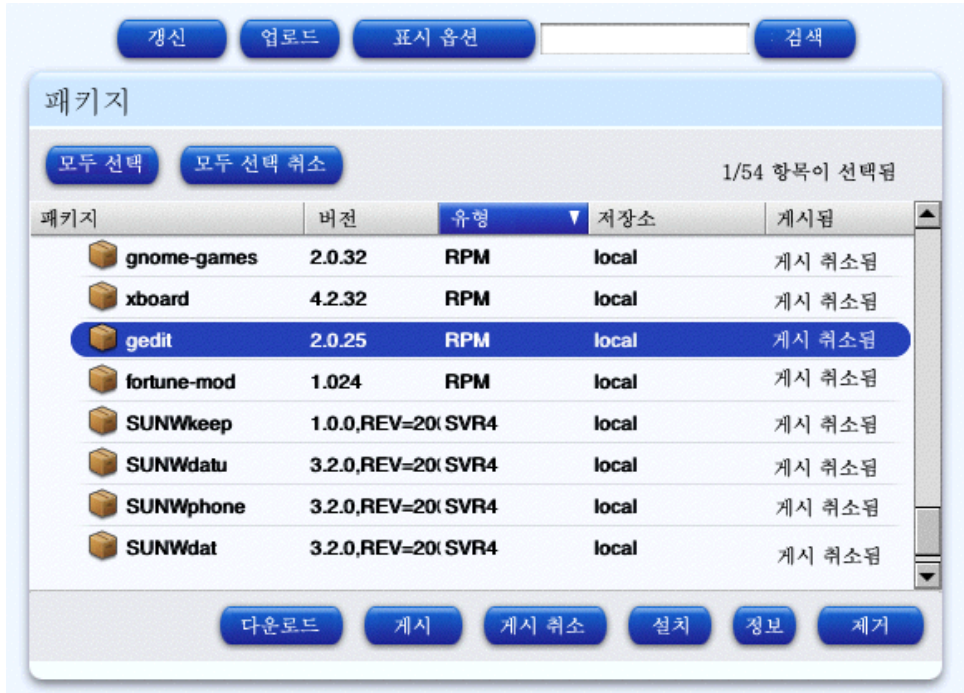 갱신 업로드 표시 옵션 검색
패키지
모두 선택 모두 선택 취소 1/54 항목이 선택됨
패키지 버전 유형 저장소 게시됨
gnome-games 2.0.32 RPM local 게시 취소됨
xboard 4.2.32 RPM local 게시 취소됨
gedit 2.0.25 RPM local 게시 취소됨
fortune-mod 1.024 RPM local 게시 취소됨
SUNWkeep 1.0.0,REV=20( SVR4 local 게시 취소됨
SUNWdatu 3.2.0,REV=20( SVR4 local 게시 취소됨
SUNWphone 3.2.0,REV=20( SVR4 local 게시 취소됨
SUNWdat 3.2.0,REV=20( SVR4 local 게시 취소됨
다운로드 게시 게시 취소 설치 정보 제거